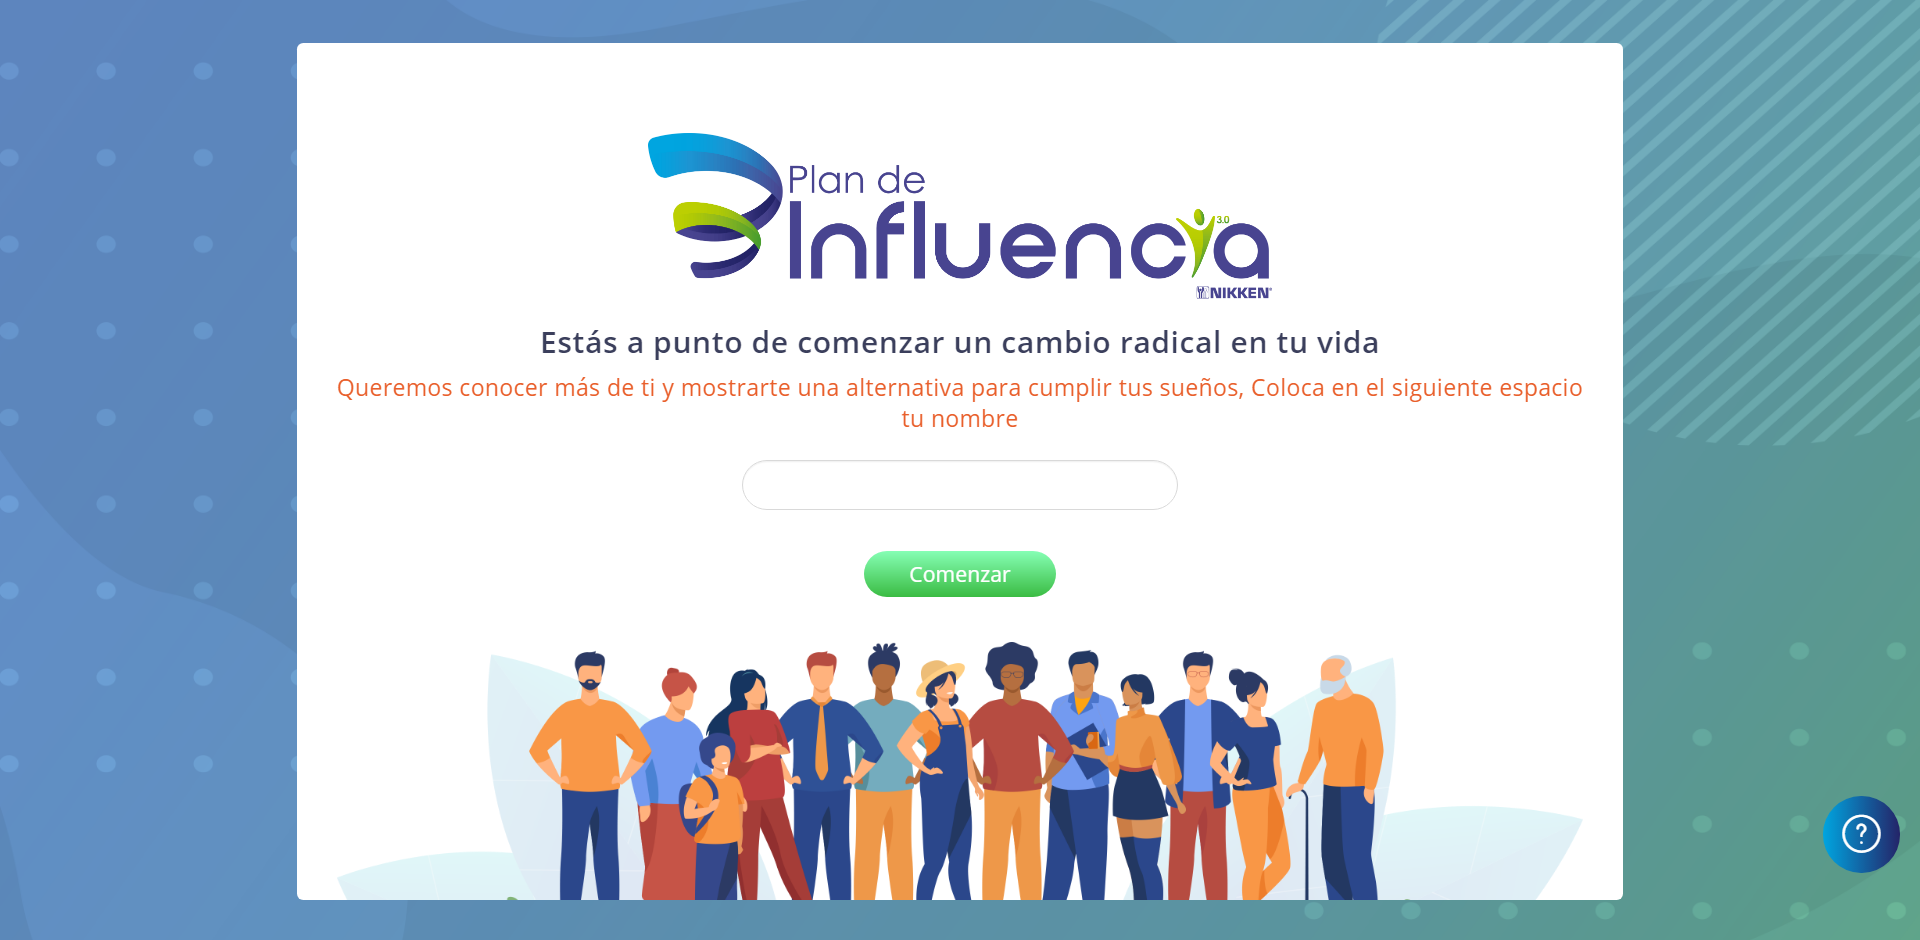 Plan de
Influencia
3.0
NIKKEN®
Estás a punto de comenzar un cambio radical en tu vida
Queremos conocer más de ti y mostrarte una alternativa para cumplir tus sueños, Coloca en el siguiente espacio
tu nombre
Comenzar
?